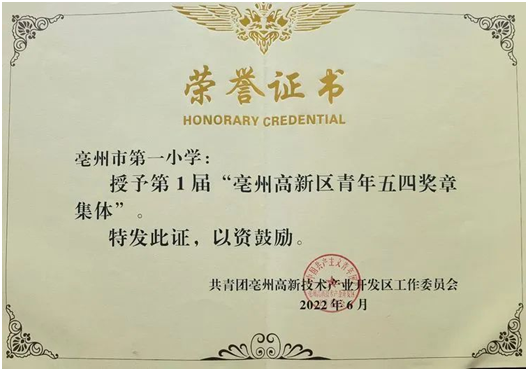 荣誉证书
HONORARY CREDENTIAL
亳州市第一小学：
授予第1届“亳州高新区青年五四奖章
集体”。
特发此证，以资鼓励。
共青团亳州高新技术产业开发区工作委员会
2022年6月